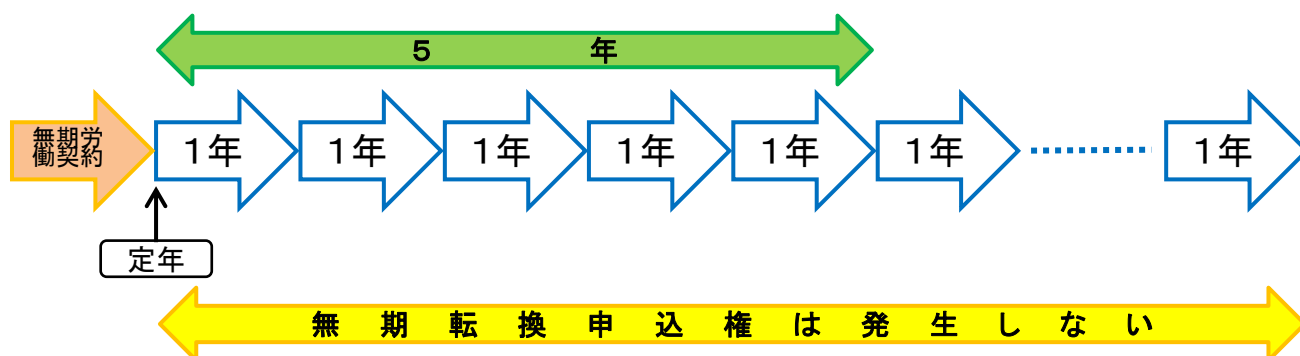 ５年
無期労
働契約
１年
１年
１年
１年
１年
１年
１年
定年
無期転換申込権は発生しない